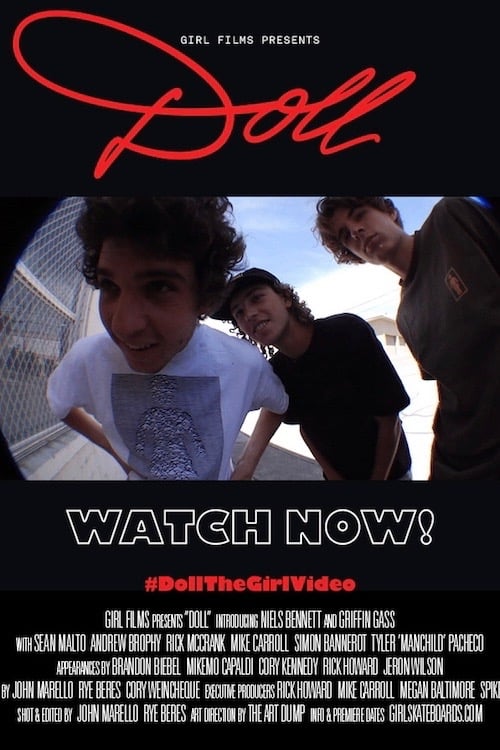 GIRL FILMS PRESENTS
Doll
WATCH NOW!
#DollTheGirlVideo
GIRL FILMS PRESENTS "DOLL" INTRODUCING NIELS BENNETT AND GRIFFIN GASS
WITH SEAN MALTO ANDREW BROPHY RICK MCCRANK MIKE CARROLL SIMON BANNEROT TYLER 'MANCHILD' PACHECO
APPEARANCES BY BRANDON BIEBEL MIKEMO CAPALDI CORY KENNEDY RICK HOWARD JERON WILSON
BY JOHN MARELLO RYE BERES CORY WEINCHEQUE EXECUTIVE PRODUCERS RICK HOWARD MIKE CARROLL MEGAN BALTIMORE SPIK
SHOT & EDITED BY JOHN MARELLO RYE BERES ART DIRECTION BY THE ART DUMP INFO & PREMIERE DATES GIRLSKATEBOARDS.COM